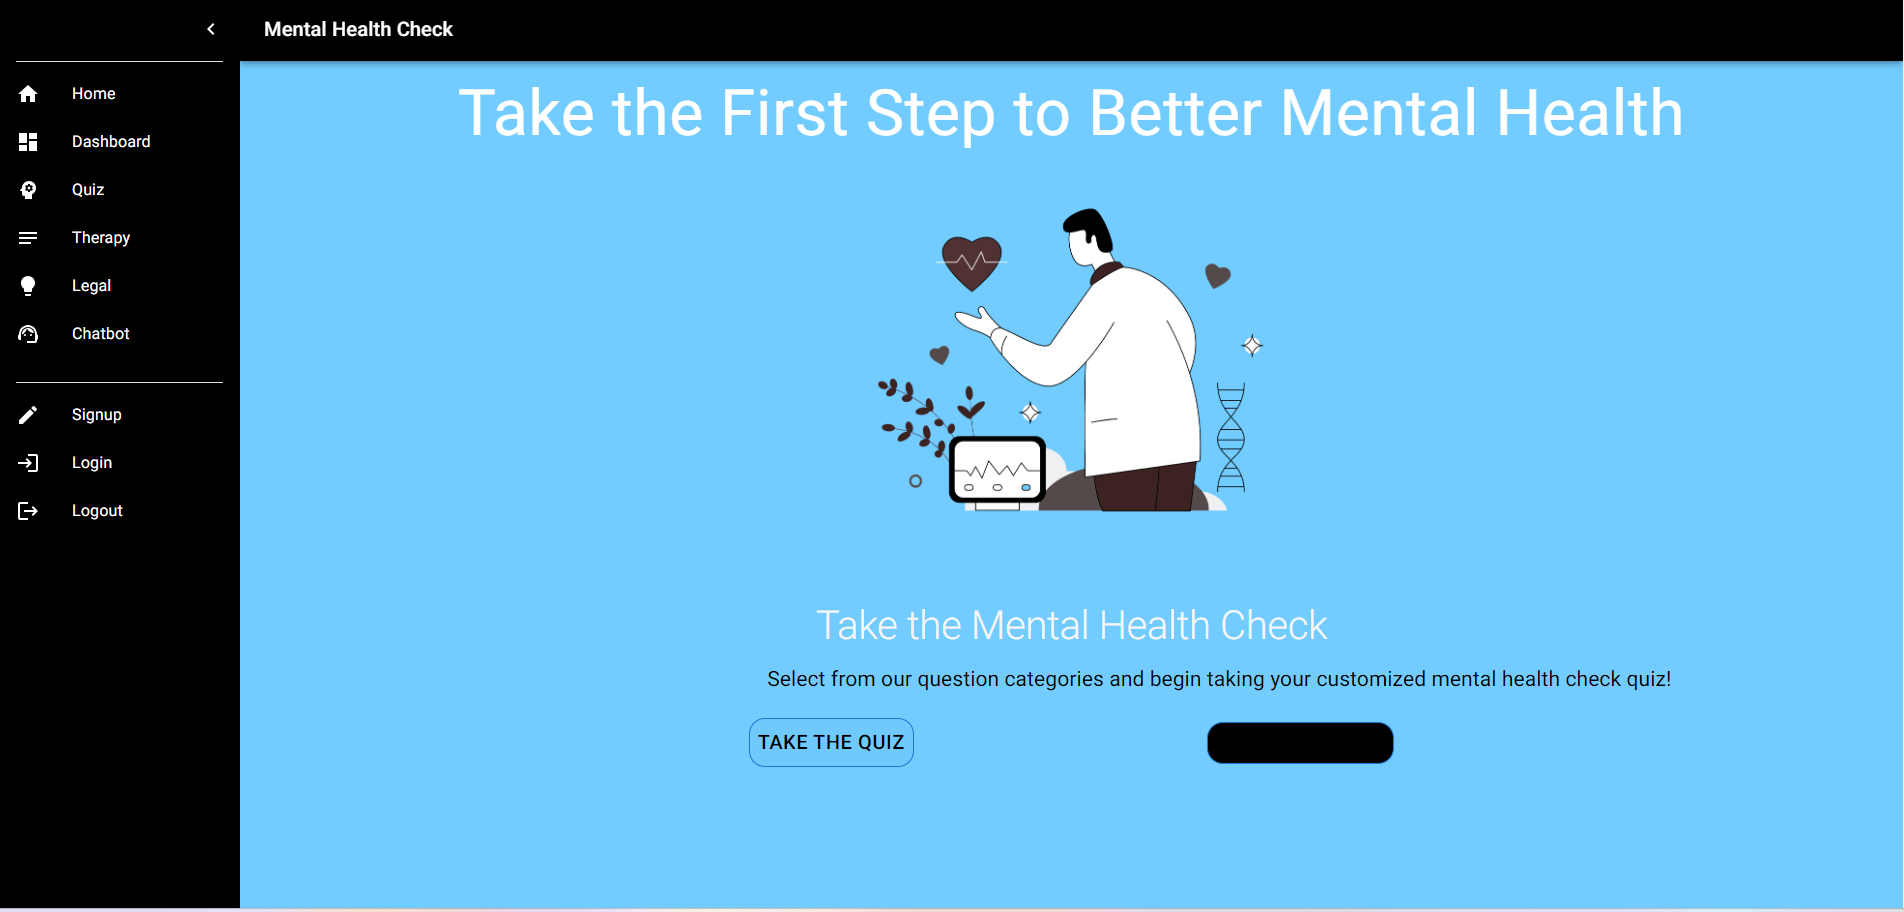 Mental Health Check
Home
Dashboard
Quiz
Therapy
Legal
Chatbot
Signup
Login
Logout
Take the First Step to Better Mental Health
Take the Mental Health Check
Select from our question categories and begin taking your customized mental health check quiz!
TAKE THE QUIZ